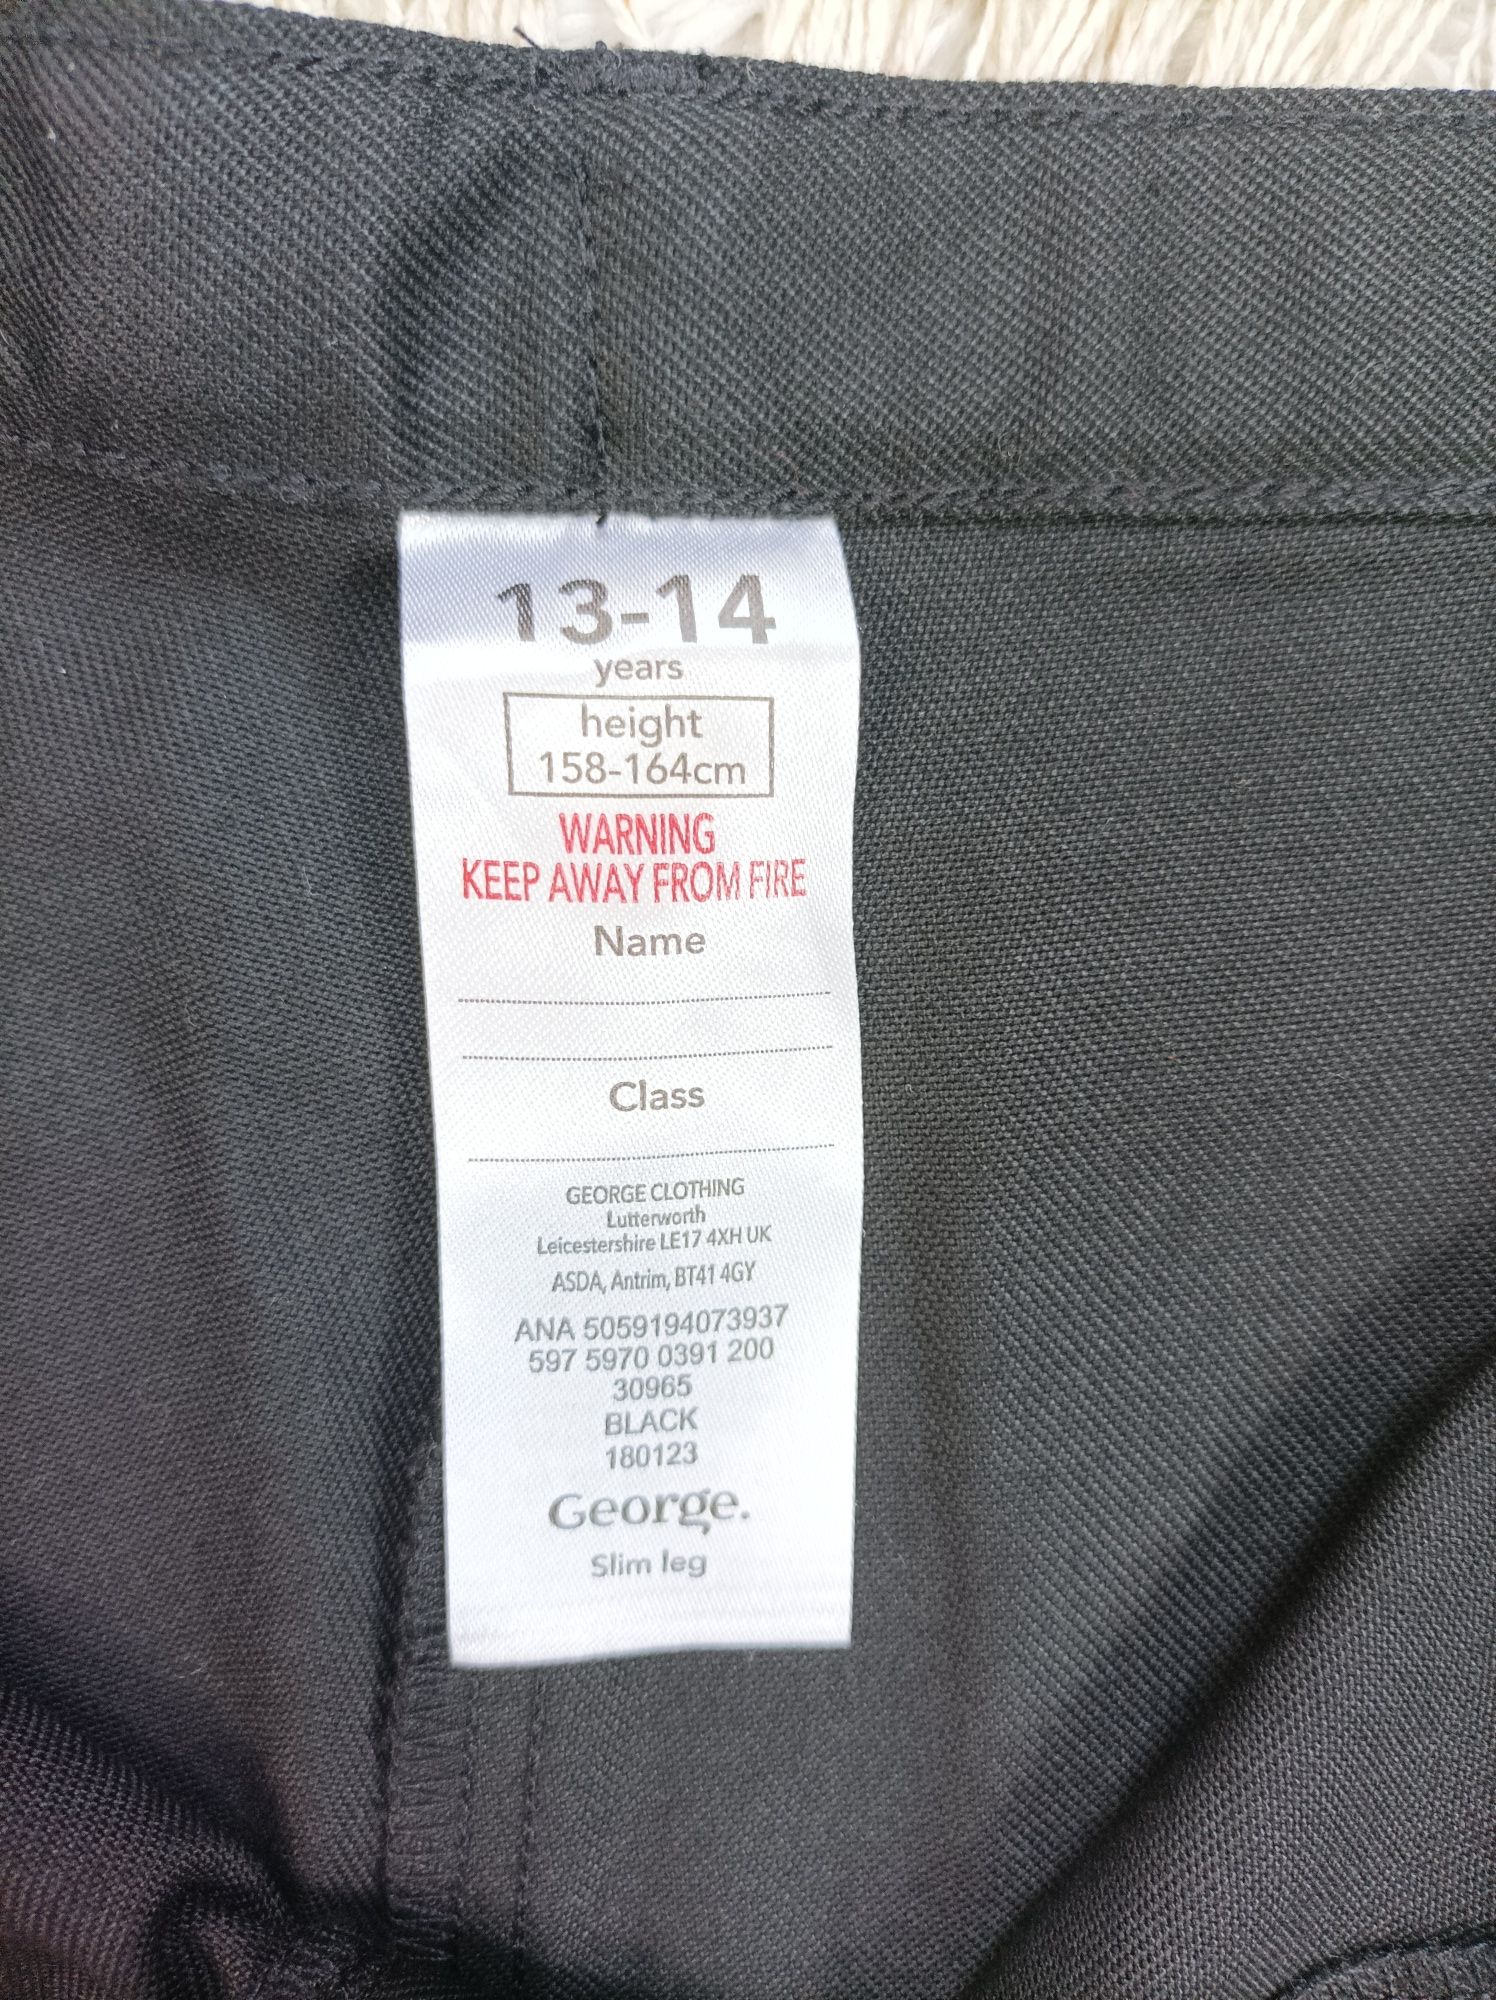 13-14
years
height
158-164cm
WARNING
KEEP AWAY FROM FIRE
Name
Class
GEORGE CLOTHING
Lutterworth
Leicestershire LE17 4XH UK
ASDA, Antrim, BT41 4GY
ANA 5059194073937
597 5970 0391 200
30965
BLACK
180123
George.
Slim leg